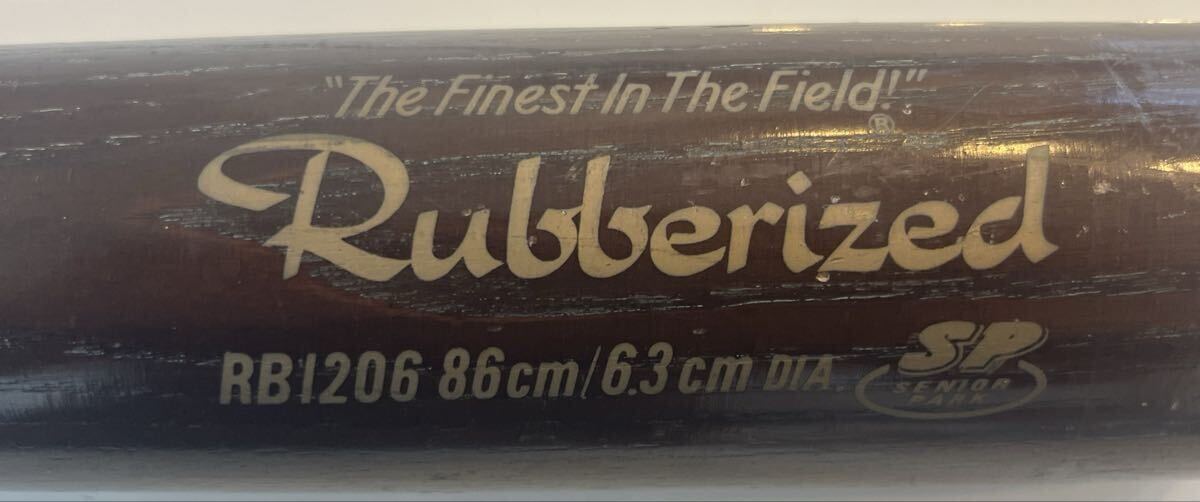 "The Finest In The Field!"
Rubberized®
RB1206 86cm/6.3cm DIA.
SP
SENIOR
PARK